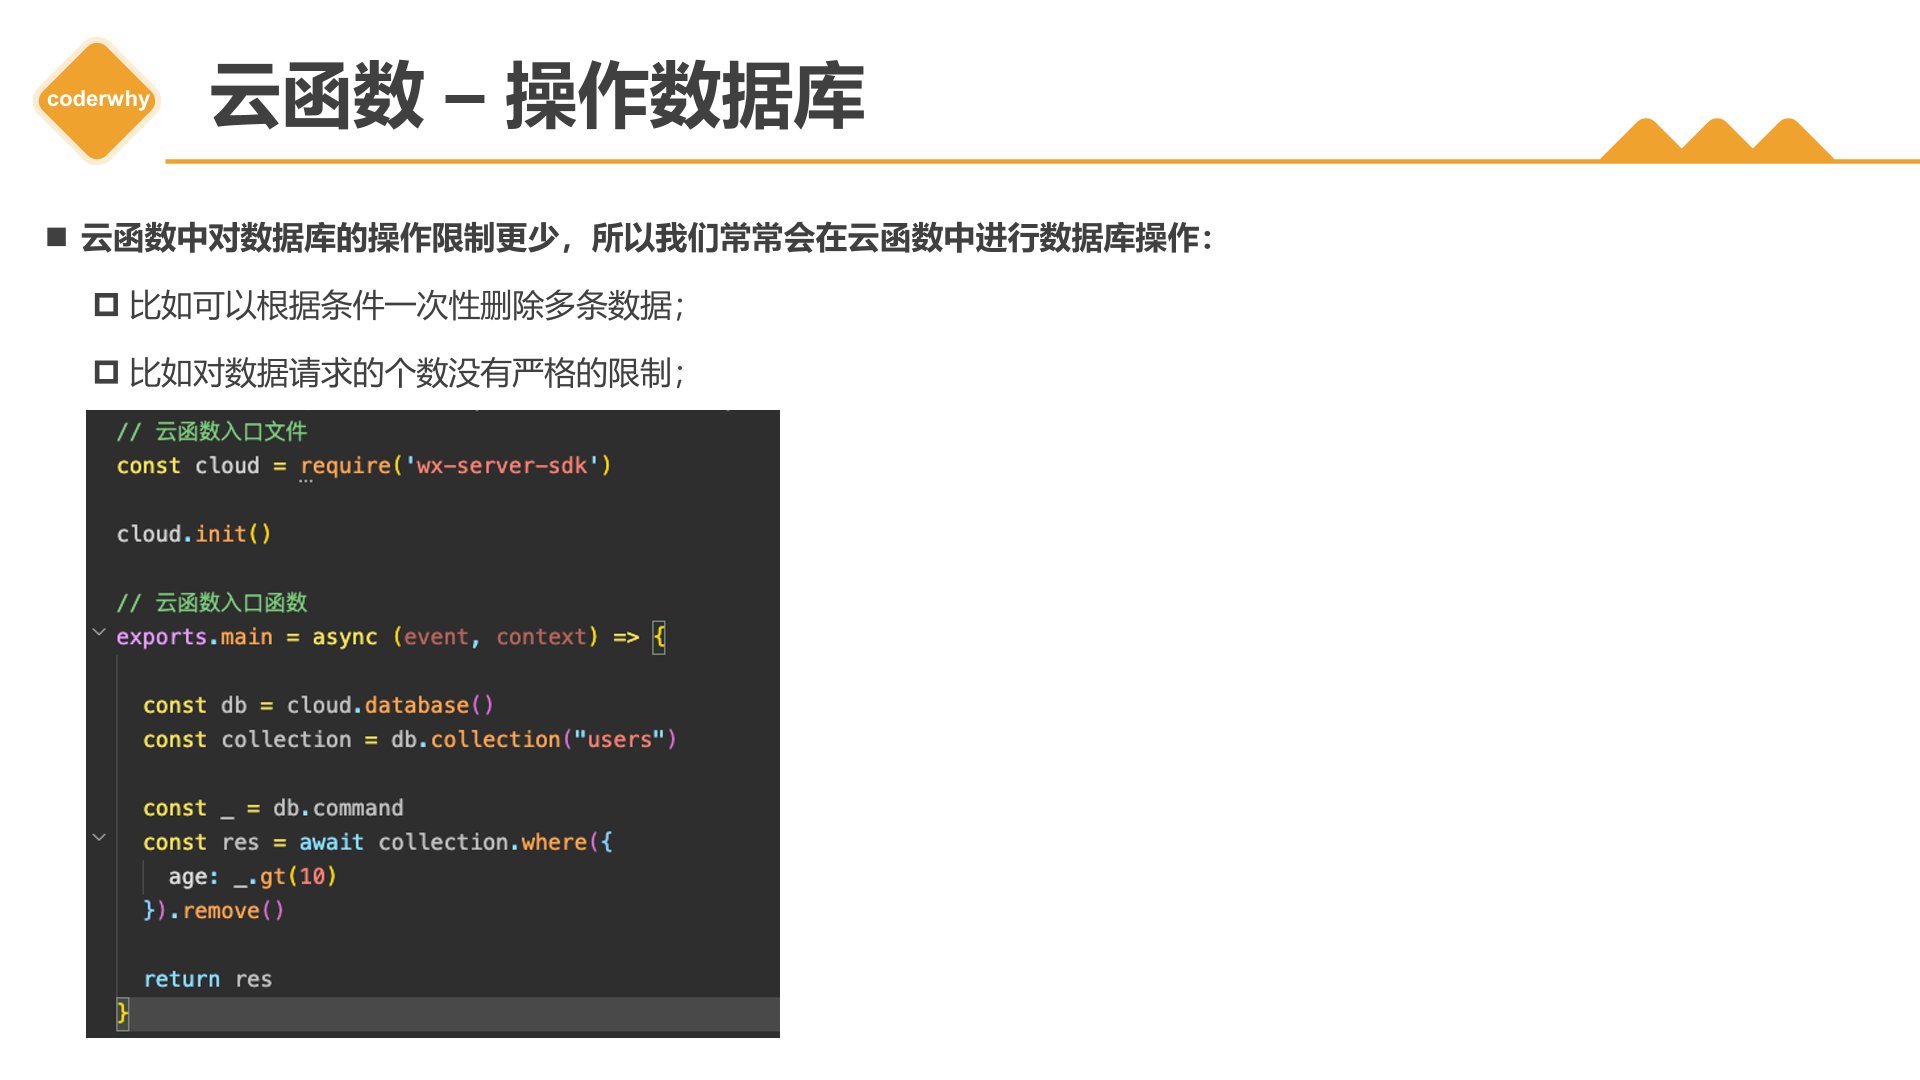 coderwhy
云函数 – 操作数据库
云函数中对数据库的操作限制更少，所以我们常常会在云函数中进行数据库操作：
比如可以根据条件一次性删除多条数据；
比如对数据请求的个数没有严格的限制；
// 云函数入口文件
const cloud = require('wx-server-sdk')
cloud.init()
// 云函数入口函数
exports.main = async (event, context) => {
const db = cloud.database()
const collection = db.collection("users")
const _ = db.command
const res = await collection.where({
age: _.gt(10)
}).remove()
return res
}